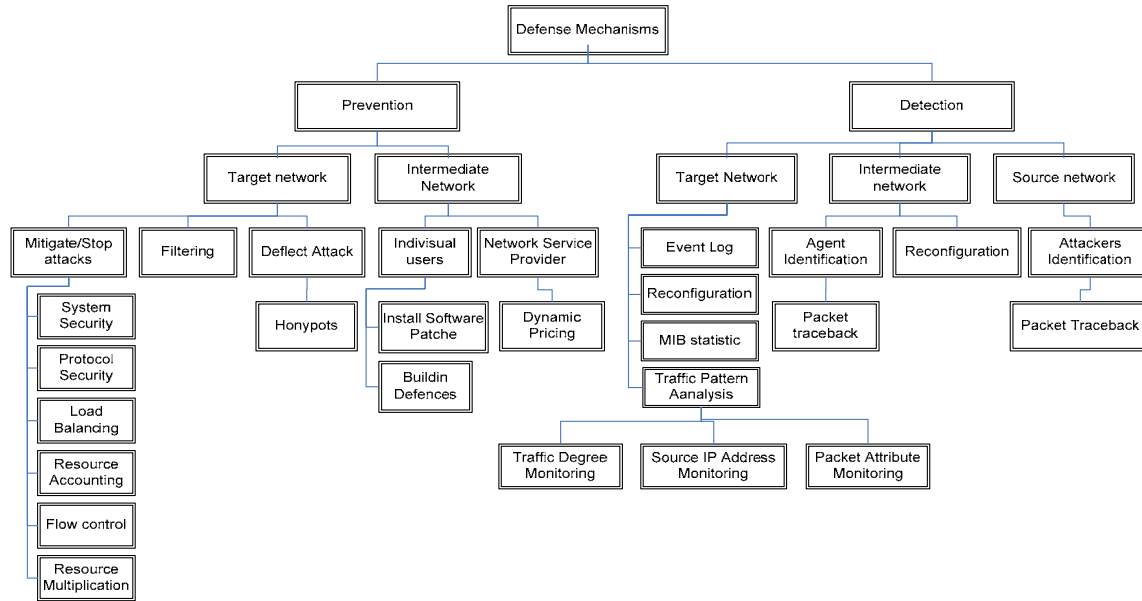 Defense Mechanisms
Prevention
Detection
Target network
Intermediate
Network
Target Network
Intermediate
network
Source network
Mitigate/Stop
attacks
Filtering
Deflect Attack
Indivisual
users
Network Service
Provider
Event Log
Agent
Identification
Reconfiguration
Attackers
Identification
System
Security
Honypots
Install Software
Patche
Dynamic
Pricing
Reconfiguration
Packet
traceback
Packet Traceback
Protocol
Security
MIB statistic
Buildin
Defences
Traffic Pattern
Aanalysis
Load
Balancing
Traffic Degree
Monitoring
Source IP Address
Monitoring
Packet Attribute
Monitoring
Resource
Accounting
Flow control
Resource
Multiplication